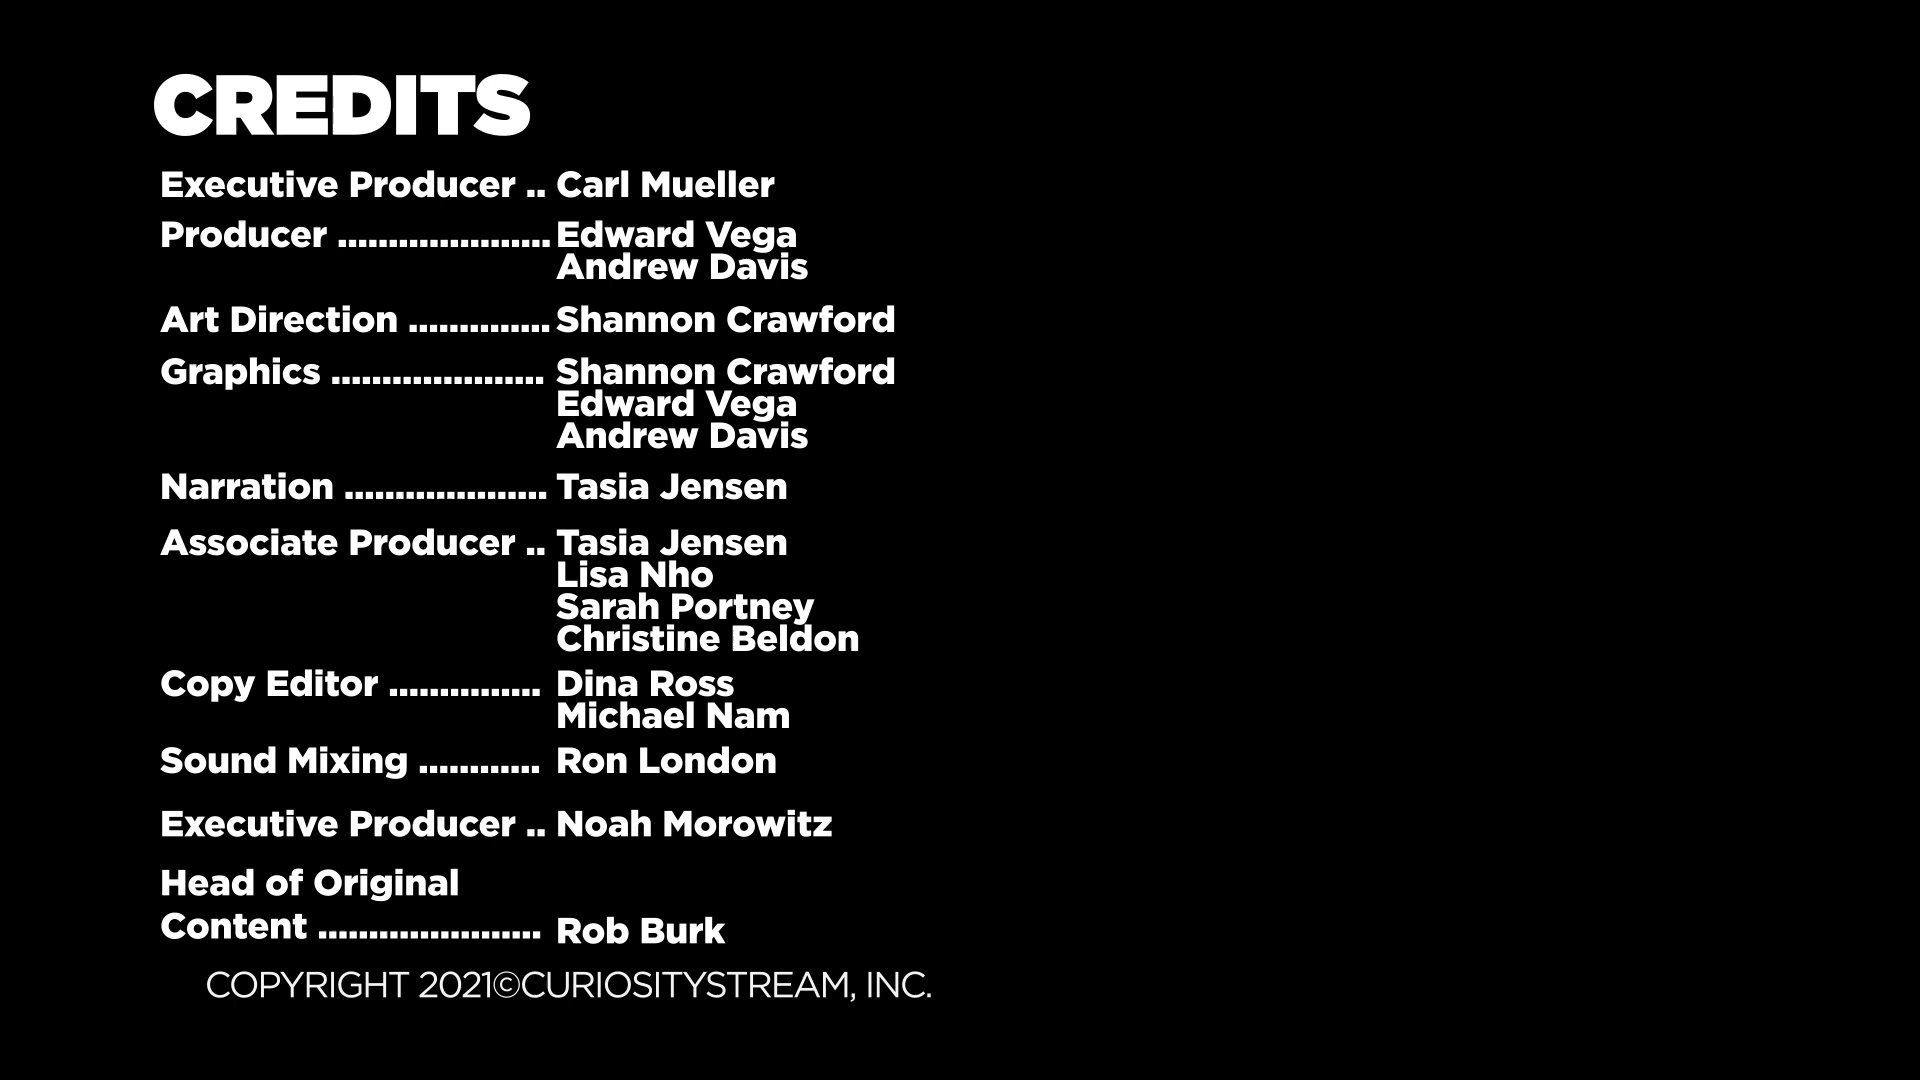 CREDITS
Executive Producer .. Carl Mueller
Producer ..................... Edward Vega
Andrew Davis
Art Direction .............. Shannon Crawford
Graphics ..................... Shannon Crawford
Edward Vega
Andrew Davis
Narration .................... Tasia Jensen
Associate Producer .. Tasia Jensen
Lisa Nho
Sarah Portney
Christine Beldon
Copy Editor ............... Dina Ross
Michael Nam
Sound Mixing ............ Ron London
Executive Producer .. Noah Morowitz
Head of Original
Content ...................... Rob Burk
COPYRIGHT 2021©CURIOSITYSTREAM, INC.